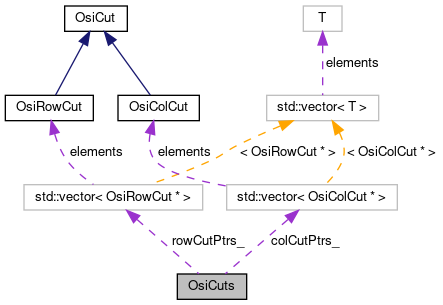 OsiCut
T
elements
OsiRowCut
OsiColCut
std::vector< T >
elements
elements
< OsiRowCut * >
< OsiColCut * >
std::vector< OsiRowCut * >
std::vector< OsiColCut * >
rowCutPtrs_
colCutPtrs_
OsiCuts